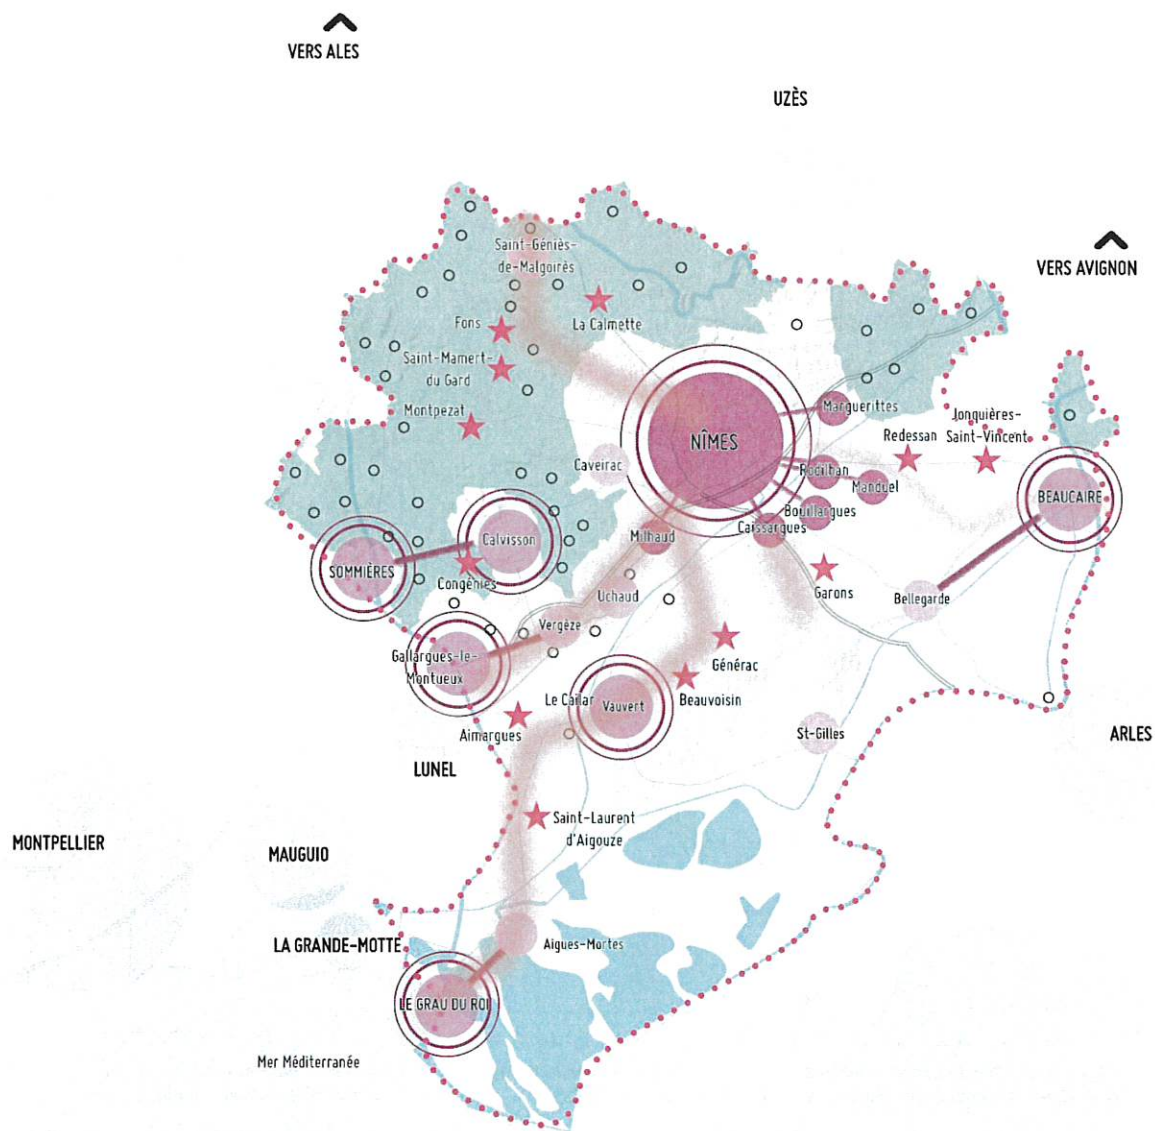 VERS ALES
UZÈS
VERS AVIGNON
Saint-Géniès-
de-Malgoirès
Fons
La Calmette
Saint-Mamert-
du Gard
Montpezat
Marguerittes
Jonquières-
Saint-Vincent
NÎMES
Redessan
Caveirac
Rodilhan
Manduel
BEAUCAIRE
Bouillargues
Caissargues
Milhaud
Calvisson
SOMMIÈRES
Congénies
Garons
Uchaud
Bellegarde
Vergèze
Générac
Gallargues-le-
Montueux
Beauvoisin
Le Cailar
Vauvert
Aimargues
St-Gilles
ARLES
LUNEL
Saint-Laurent
d'Aigouze
MONTPELLIER
MAUGUIO
LA GRANDE-MOTTE
Aigues-Mortes
LE GRAU DU ROI
Mer Méditerranée